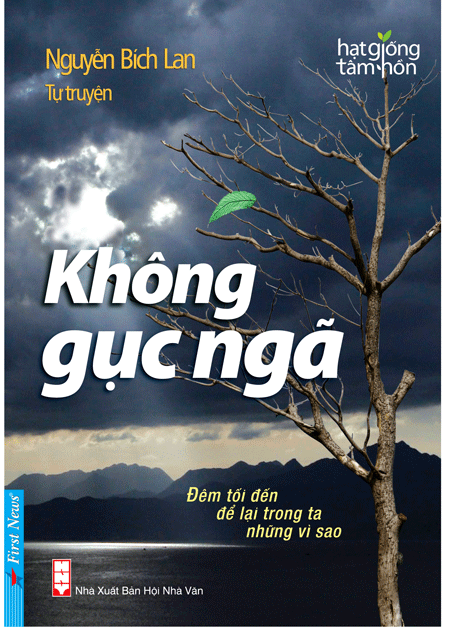 Nguyễn Bích Lan
Tự truyện
hạt giống
tâm hồn
Không
gục ngã
Đêm tối đến
để lại trong ta
những vì sao
First News®
Nhà Xuất Bản Hội Nhà Văn